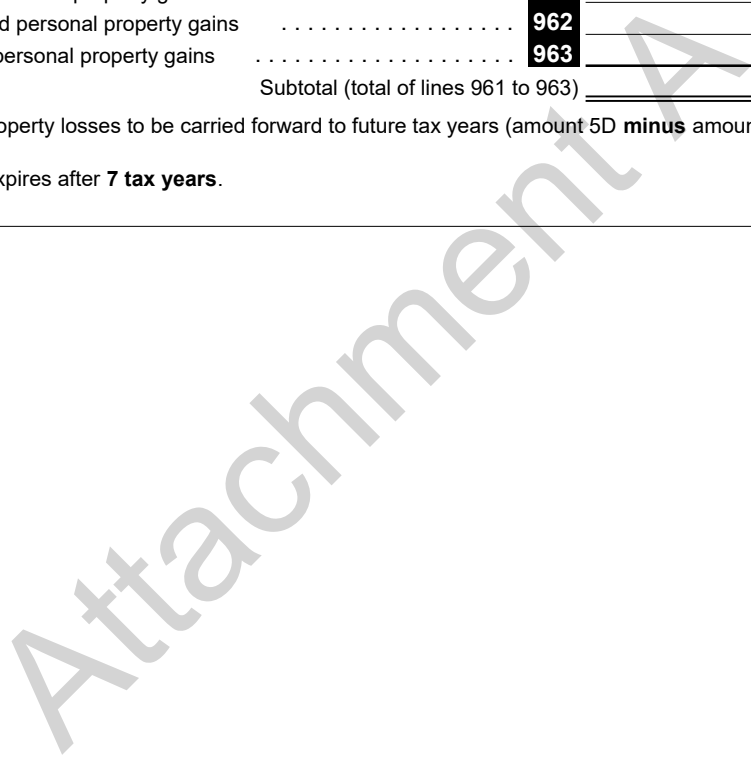 d personal property gains . . . . . . . . . . . . . . . . . . 962
personal property gains . . . . . . . . . . . . . . . . . . . . 963
Subtotal (total of lines 961 to 963)
operty losses to be carried forward to future tax years (amount 5D minus amoun
xpires after 7 tax years.
Attachment A